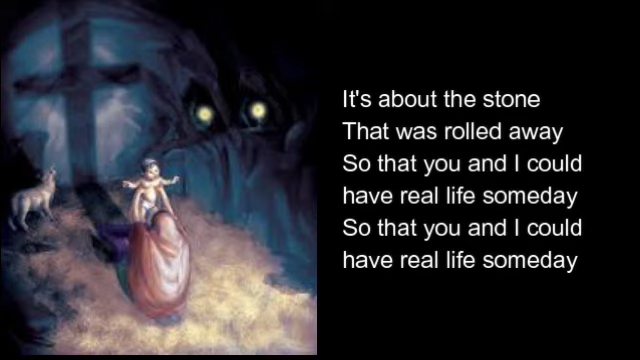 It's about the stone
That was rolled away
So that you and I could
have real life someday
So that you and I could
have real life someday